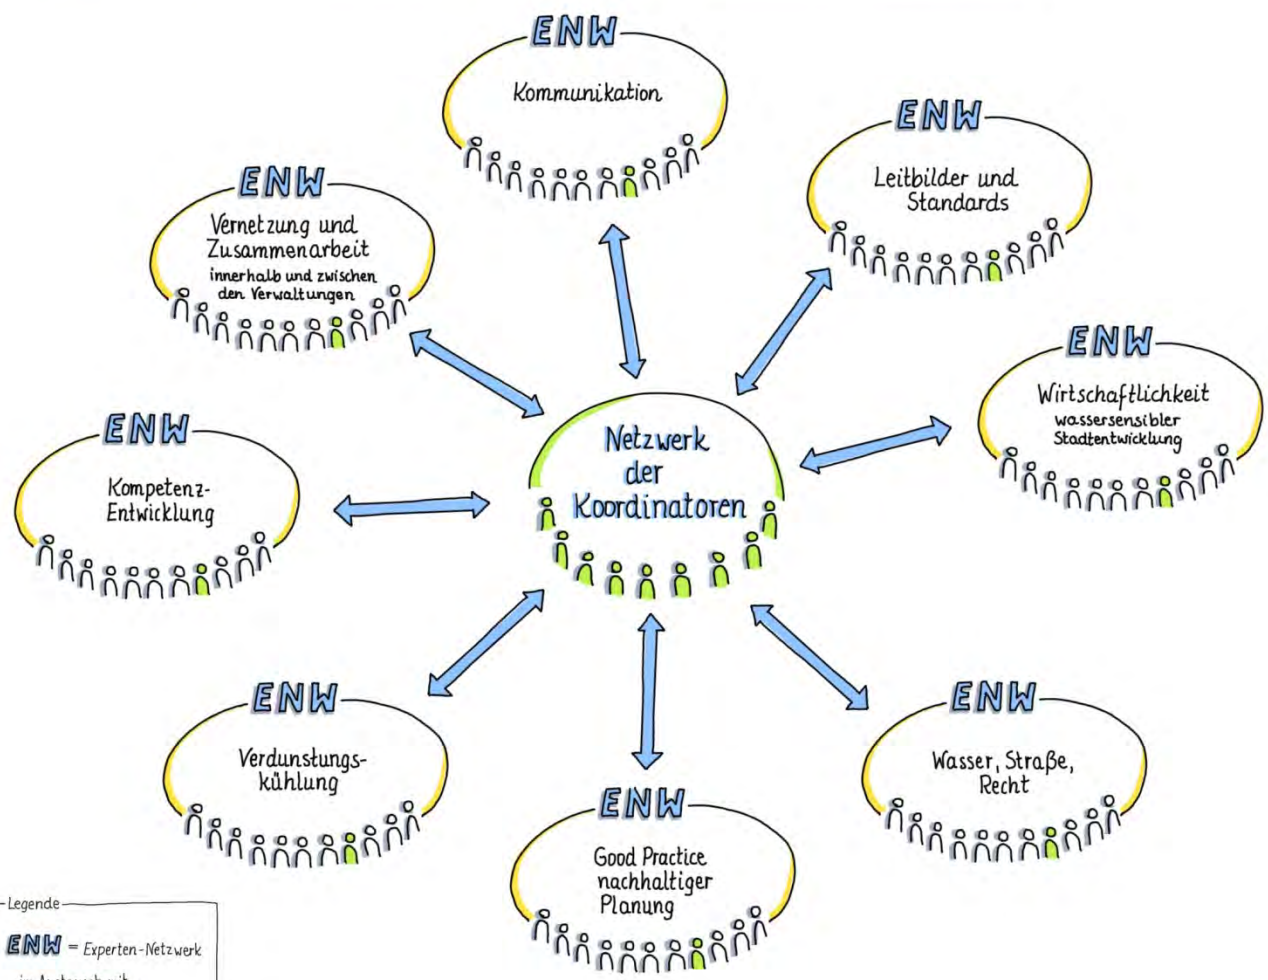 ENW
Kommunikation
ENW
Leitbilder und
Standards
ENW
Vernetzung und
Zusammenarbeit
innerhalb und zwischen
den Verwaltungen
ENW
Wirtschaftlichkeit
wassersensibler
Stadtentwicklung
ENW
Kompetenz-
Entwicklung
Netzwerk
der
Koordinatoren
ENW
Verdunstungs-
kühlung
ENW
Wasser, Straße,
Recht
ENW
Good Practice
nachhaltiger
Planung
Legende
ENW = Experten-Netzwerk